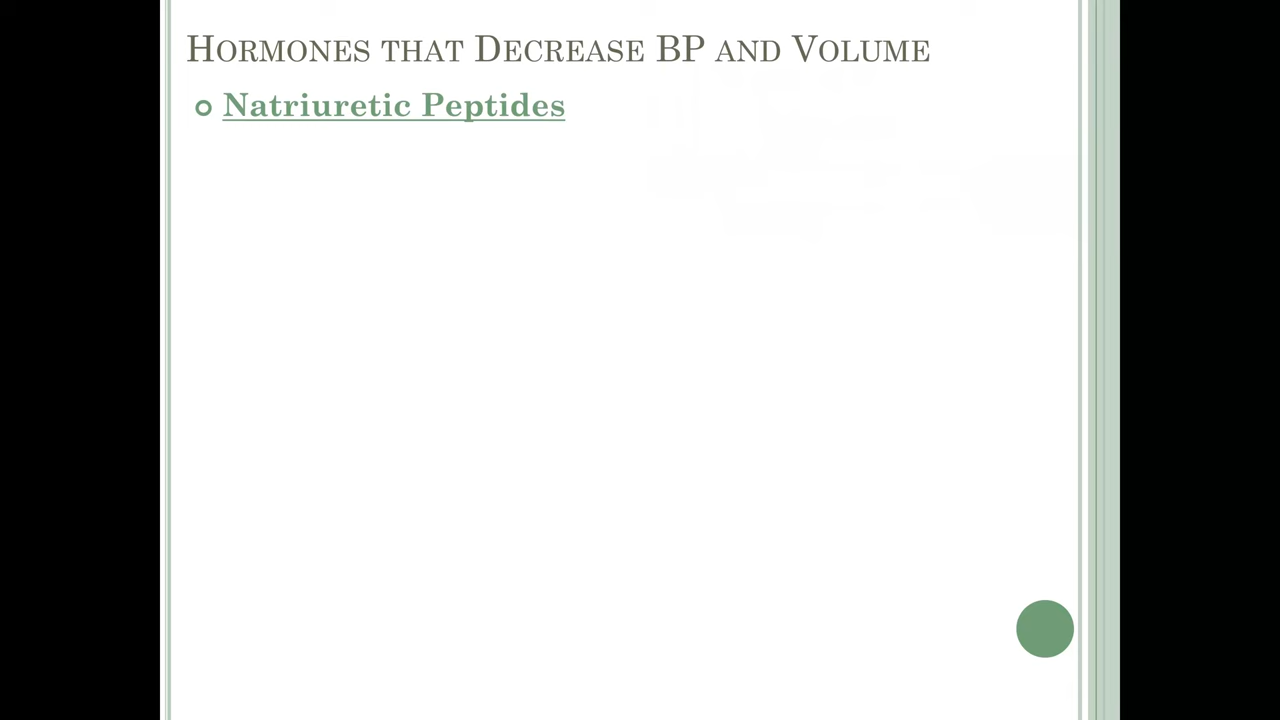 Hormones that Decrease BP and Volume
Natriuretic Peptides